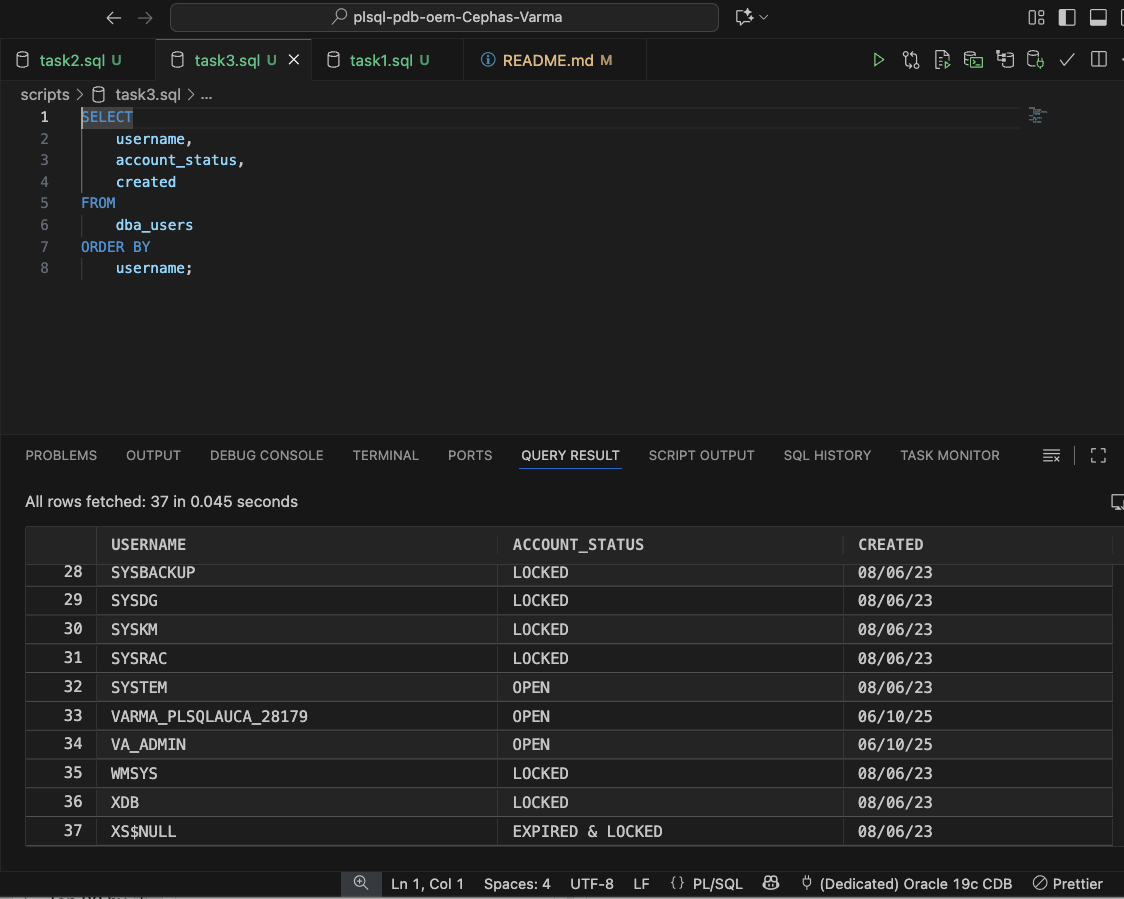 plsql-pdb-oem-Cephas-Varma
task2.sql U
task3.sql U
task1.sql U
README.md M
scripts > task3.sql > ...
1 SELECT
2 username,
3 account_status,
4 created
5 FROM
6 dba_users
7 ORDER BY
8 username;
PROBLEMS OUTPUT DEBUG CONSOLE TERMINAL PORTS QUERY RESULT SCRIPT OUTPUT SQL HISTORY TASK MONITOR
All rows fetched: 37 in 0.045 seconds
USERNAME ACCOUNT_STATUS CREATED
28 SYSBACKUP LOCKED 08/06/23
29 SYSDG LOCKED 08/06/23
30 SYSKM LOCKED 08/06/23
31 SYSRAC LOCKED 08/06/23
32 SYSTEM OPEN 08/06/23
33 VARMA_PLSQLAUCA_28179 OPEN 06/10/25
34 VA_ADMIN OPEN 06/10/25
35 WMSYS LOCKED 08/06/23
36 XDB LOCKED 08/06/23
37 XS$NULL EXPIRED & LOCKED 08/06/23
Ln 1, Col 1 Spaces: 4 UTF-8 LF {} PL/SQL (Dedicated) Oracle 19c CDB Prettier